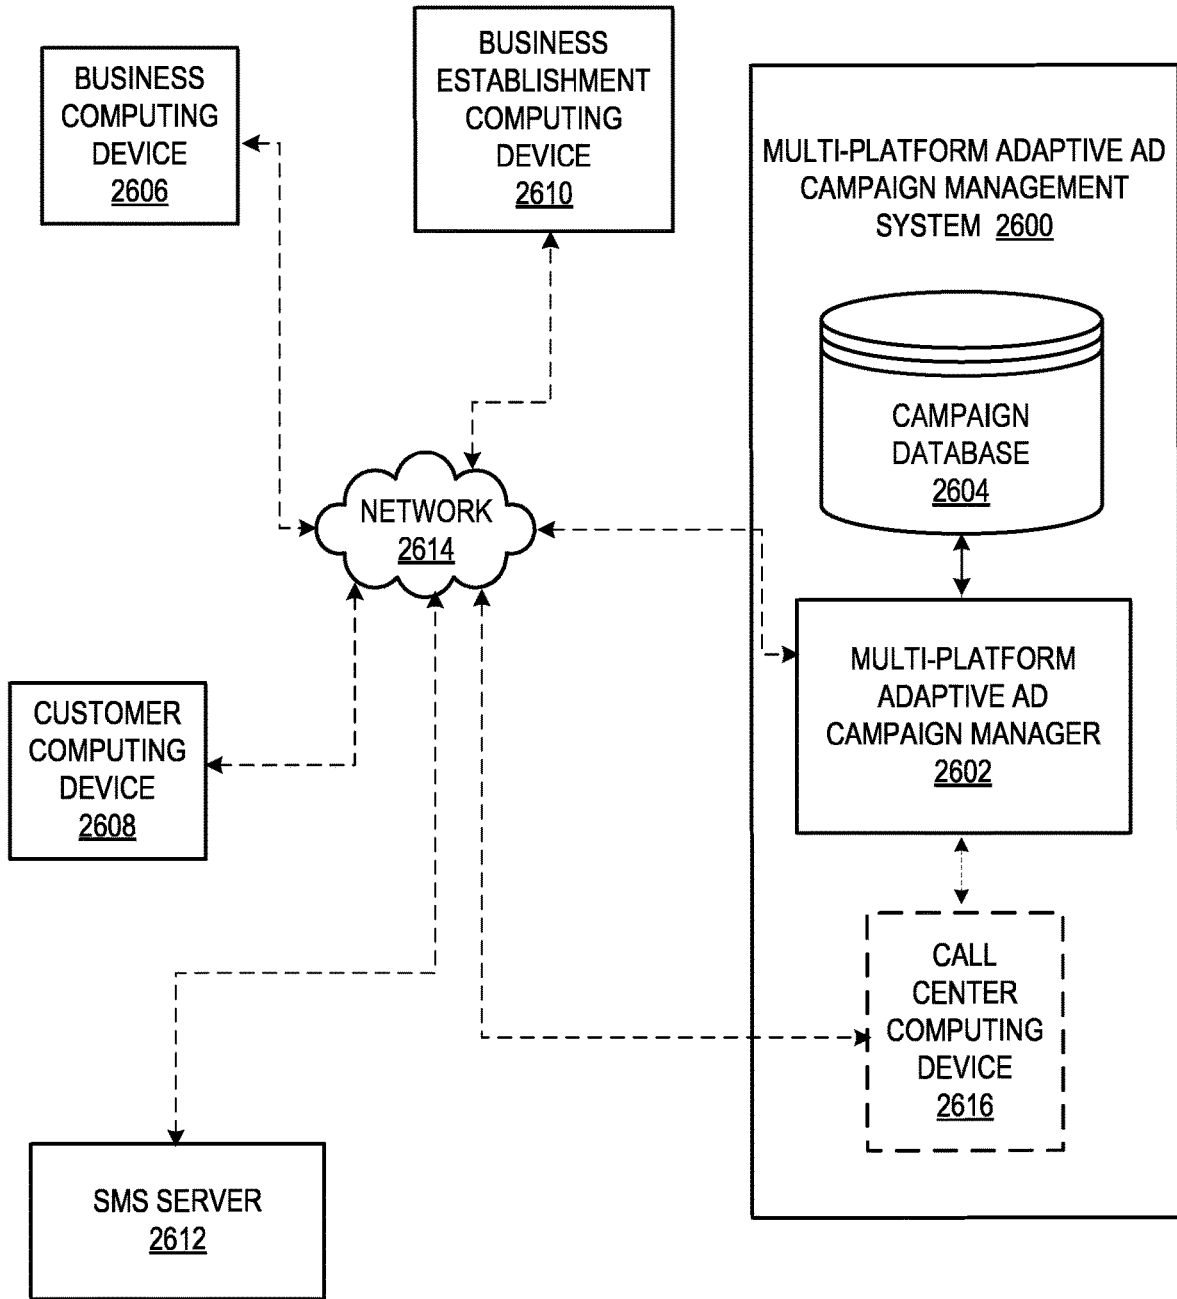 BUSINESS
COMPUTING
DEVICE
2606
BUSINESS
ESTABLISHMENT
COMPUTING
DEVICE
2610
MULTI-PLATFORM ADAPTIVE AD
CAMPAIGN MANAGEMENT
SYSTEM 2600
CAMPAIGN
DATABASE
2604
NETWORK
2614
MULTI-PLATFORM
ADAPTIVE AD
CAMPAIGN MANAGER
2602
CUSTOMER
COMPUTING
DEVICE
2608
CALL
CENTER
COMPUTING
DEVICE
2616
SMS SERVER
2612